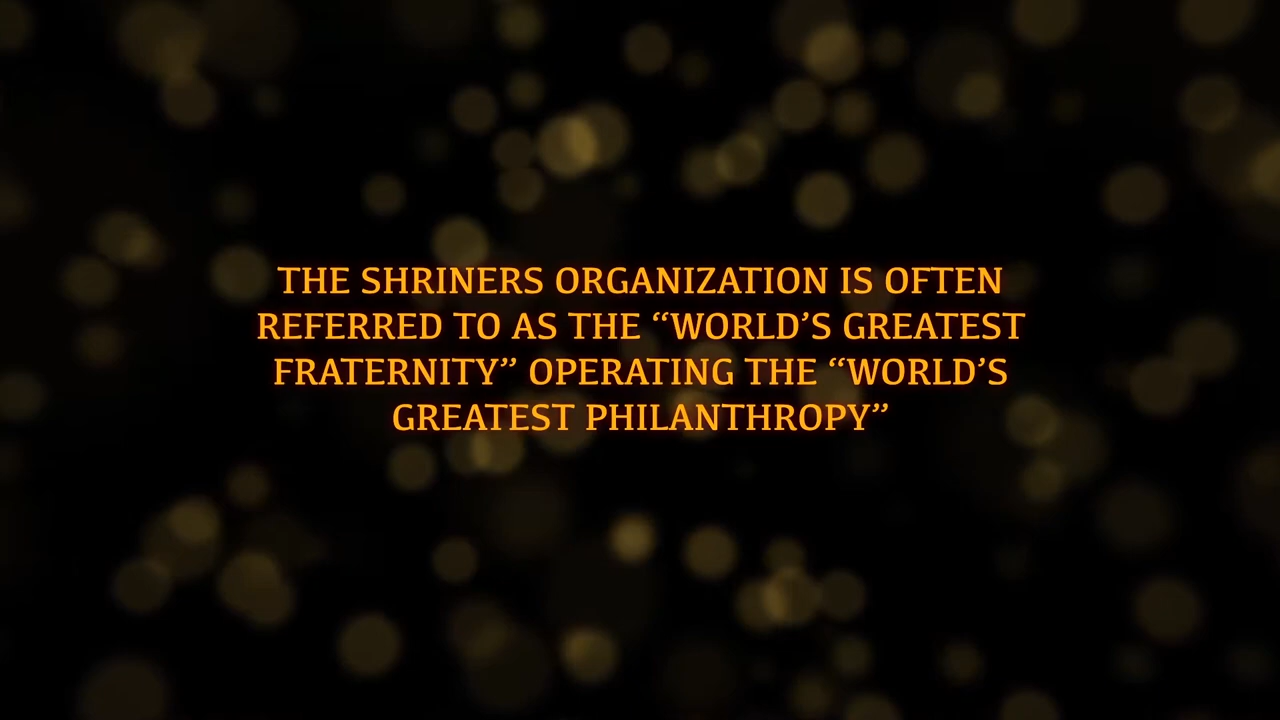 THE SHRINERS ORGANIZATION IS OFTEN
REFERRED TO AS THE “WORLD’S GREATEST
FRATERNITY” OPERATING THE “WORLD’S
GREATEST PHILANTHROPY”